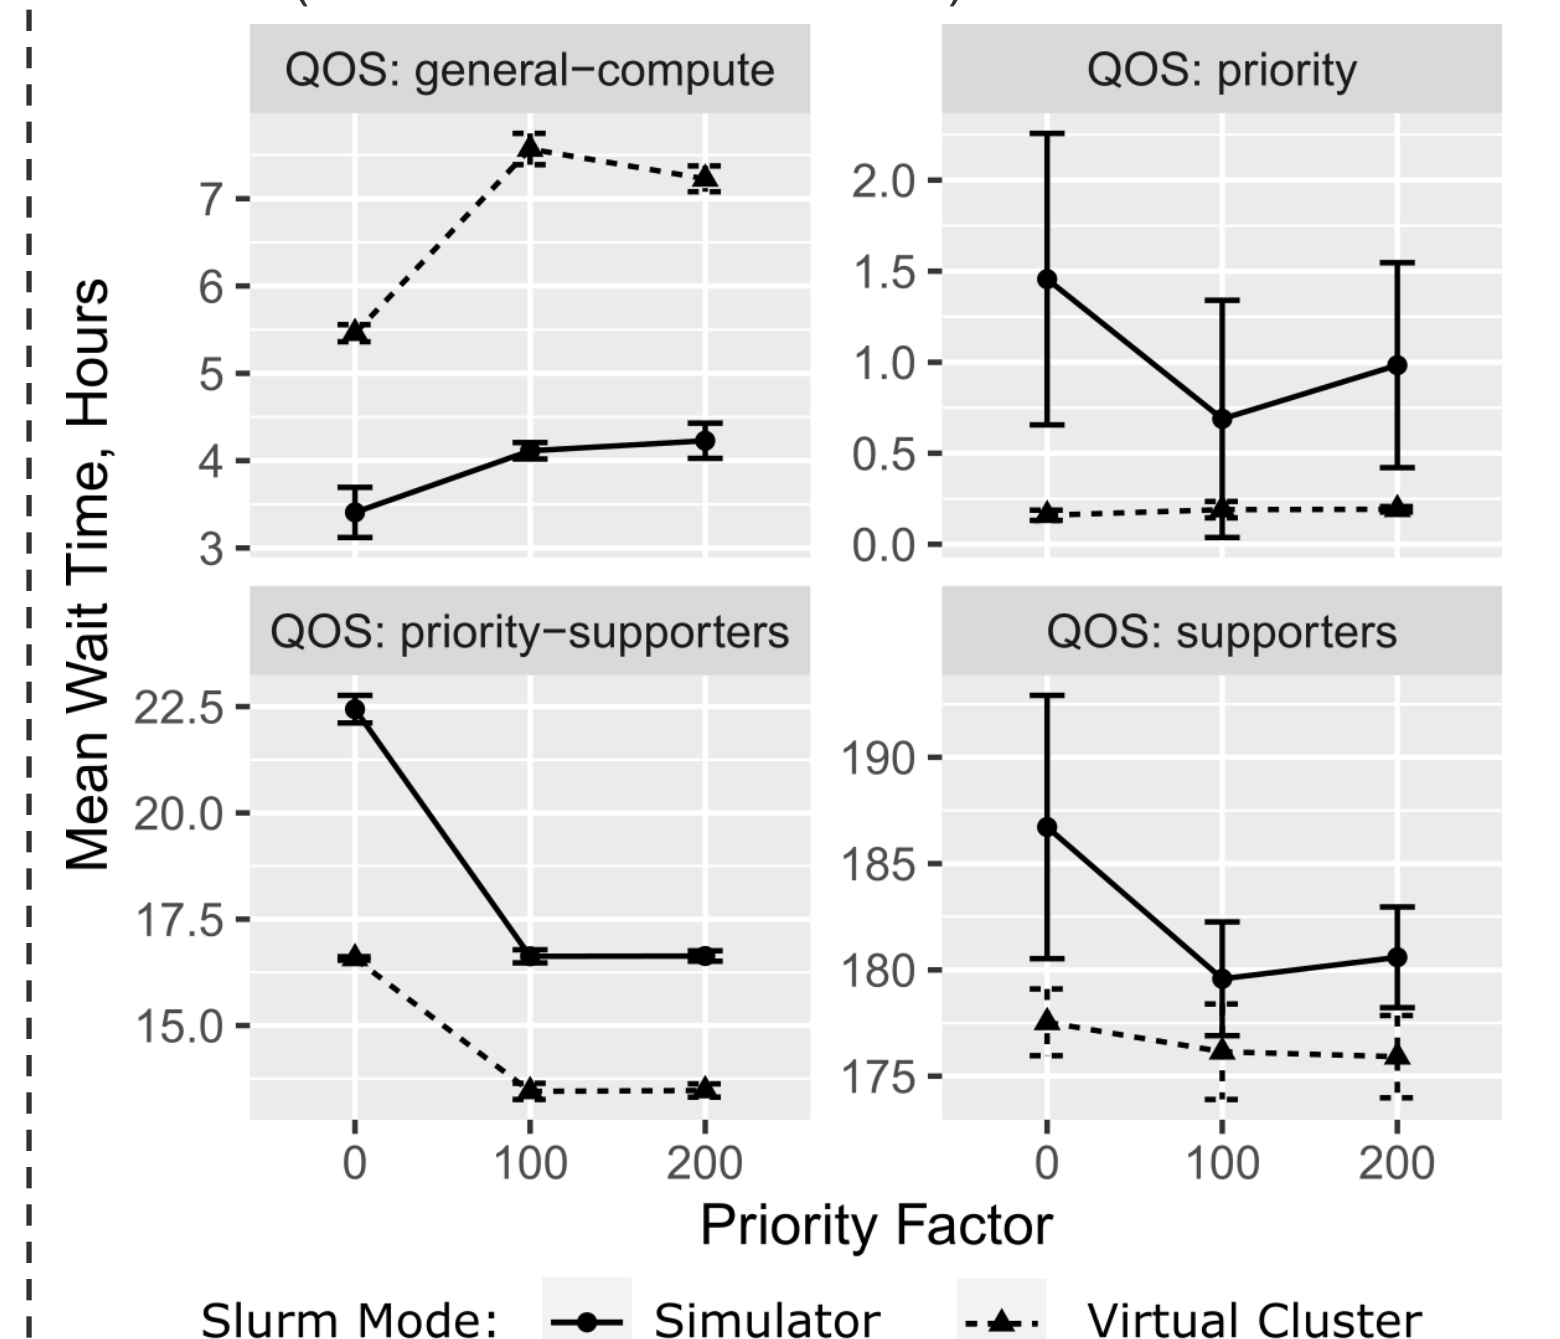 QOS: general−compute
QOS: priority
7
6
5
4
3
2.0
1.5
1.0
0.5
0.0
Mean Wait Time, Hours
QOS: priority−supporters
QOS: supporters
22.5
20.0
17.5
15.0
190
185
180
175
0 100 200
0 100 200
Priority Factor
Slurm Mode: Simulator Virtual Cluster